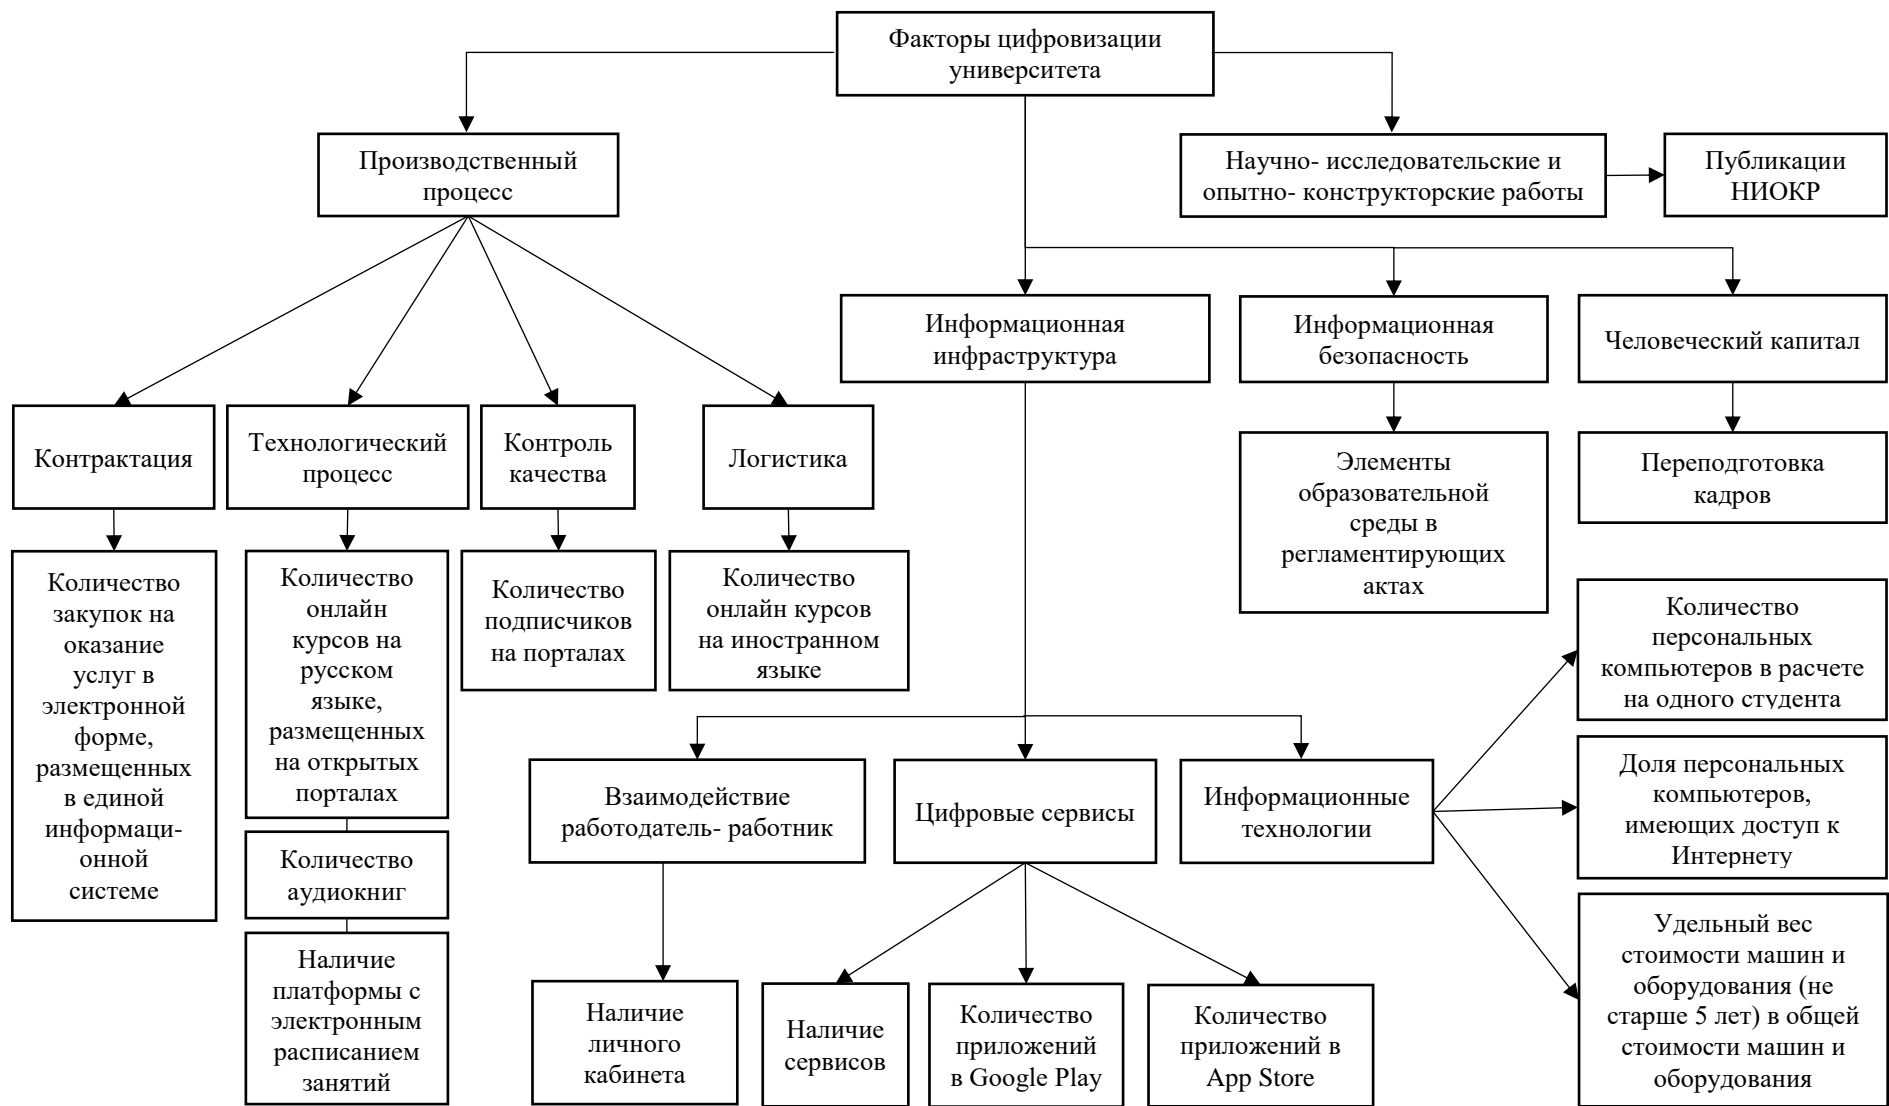 Факторы цифровизации
университета
Производственный
процесс
Научно- исследовательские и
опытно- конструкторские работы
Публикации
НИОКР
Информационная
инфраструктура
Информационная
безопасность
Человеческий капитал
Контрактация
Технологический
процесс
Контроль
качества
Логистика
Элементы
образовательной
среды в
регламентирующих
актах
Переподготовка
кадров
Количество
закупок на
оказание
услуг в
электронной
форме,
размещенных
в единой
информаци-
онной
системе
Количество
онлайн
курсов на
русском
языке,
размещенных
на открытых
порталах
Количество
подписчиков
на порталах
Количество
онлайн курсов
на иностранном
языке
Количество
аудиокниг
Наличие
платформы с
электронным
расписанием
занятий
Взаимодействие
работодатель- работник
Цифровые сервисы
Информационные
технологии
Количество
персональных
компьютеров в расчете
на одного студента
Доля персональных
компьютеров,
имеющих доступ к
Интернету
Удельный вес
стоимости машин и
оборудования (не
старше 5 лет) в общей
стоимости машин и
оборудования
Наличие
личного
кабинета
Наличие
сервисов
Количество
приложений
в Google Play
Количество
приложений в
App Store